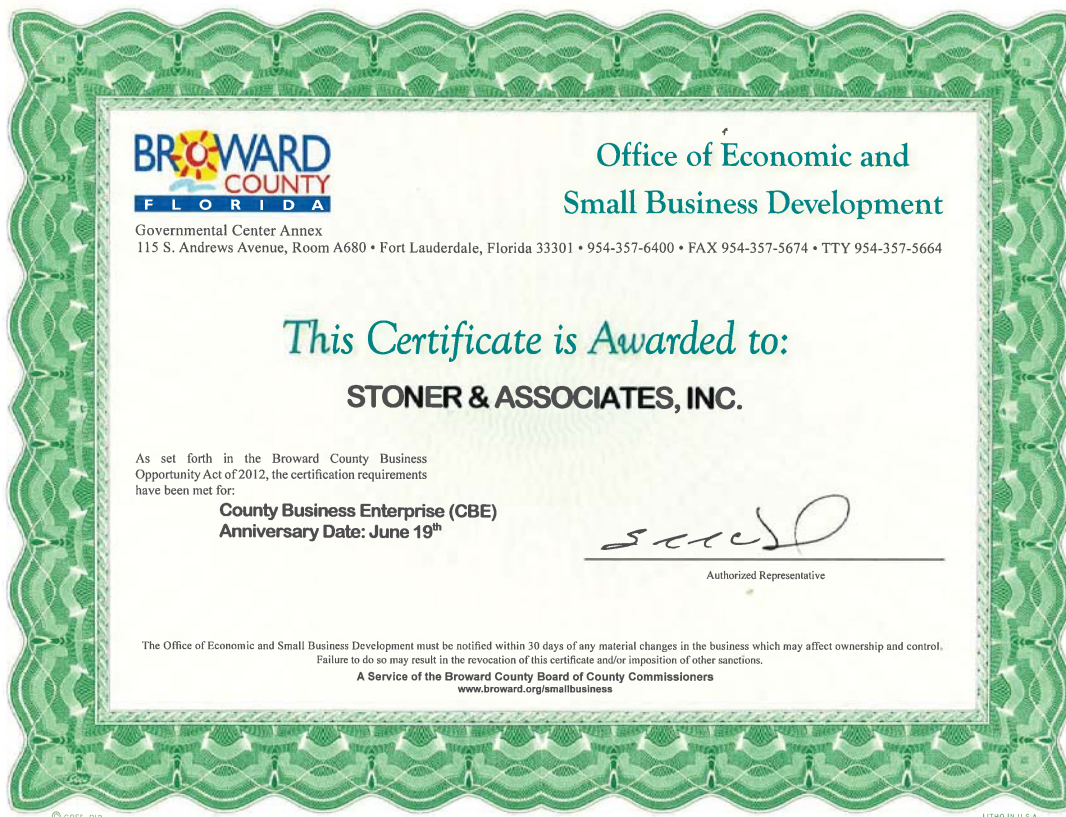 BROWARD
COUNTY
FLORIDA
Office of Economic and
Small Business Development
Governmental Center Annex
115 S. Andrews Avenue, Room A680 • Fort Lauderdale, Florida 33301 • 954-357-6400 • FAX 954-357-5674 • TTY 954-357-5664
This Certificate is Awarded to:
STONER & ASSOCIATES, INC.
As set forth in the Broward County Business
Opportunity Act of 2012, the certification requirements
have been met for:
County Business Enterprise (CBE)
Anniversary Date: June 19th
Authorized Representative
The Office of Economic and Small Business Development must be notified within 30 days of any material changes in the business which may affect ownership and control.
Failure to do so may result in the revocation of this certificate and/or imposition of other sanctions.
A Service of the Broward County Board of County Commissioners
www.broward.org/smallbusiness
LITHO IN U.S.A.